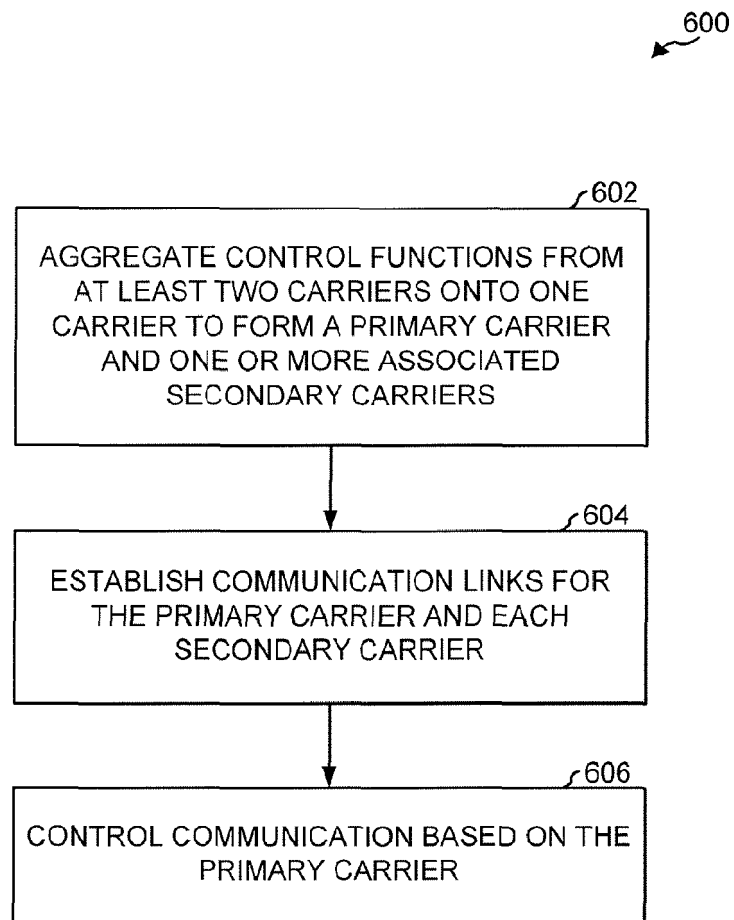 600
602
AGGREGATE CONTROL FUNCTIONS FROM
AT LEAST TWO CARRIERS ONTO ONE
CARRIER TO FORM A PRIMARY CARRIER
AND ONE OR MORE ASSOCIATED
SECONDARY CARRIERS
604
ESTABLISH COMMUNICATION LINKS FOR
THE PRIMARY CARRIER AND EACH
SECONDARY CARRIER
606
CONTROL COMMUNICATION BASED ON THE
PRIMARY CARRIER